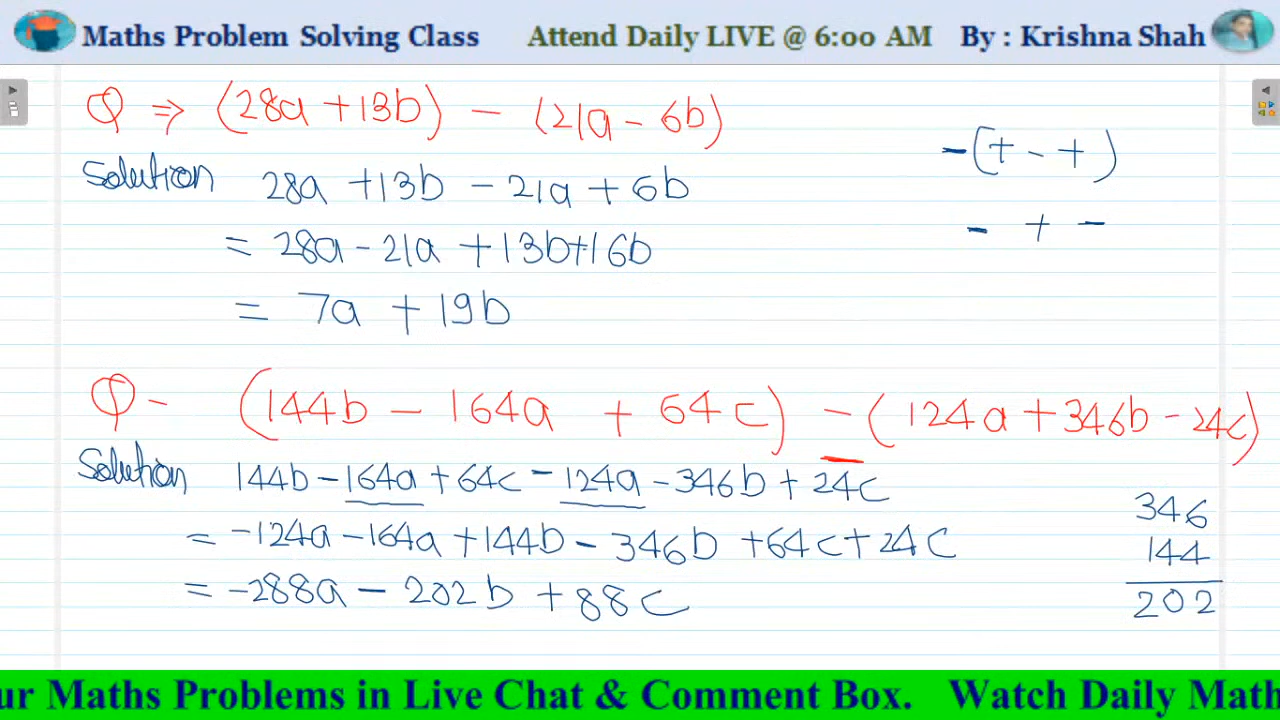 Maths Problem Solving Class Attend Daily LIVE @ 6:00 AM By : Krishna Shah
Q ⇒ (28a + 13b) - (21a - 6b)
Solution 28a + 13b - 21a + 6b
= 28a - 21a + 13b + 6b
= 7a + 19b
-(+ - +)
- + -
Q - (144b - 164a + 64c) - (124a + 346b - 24c)
Solution 144b - 164a + 64c - 124a - 346b + 24c
= -124a - 164a + 144b - 346b + 64c + 24c
= -288a - 202b + 88c
346
144
202
ur Maths Problems in Live Chat & Comment Box. Watch Daily Math